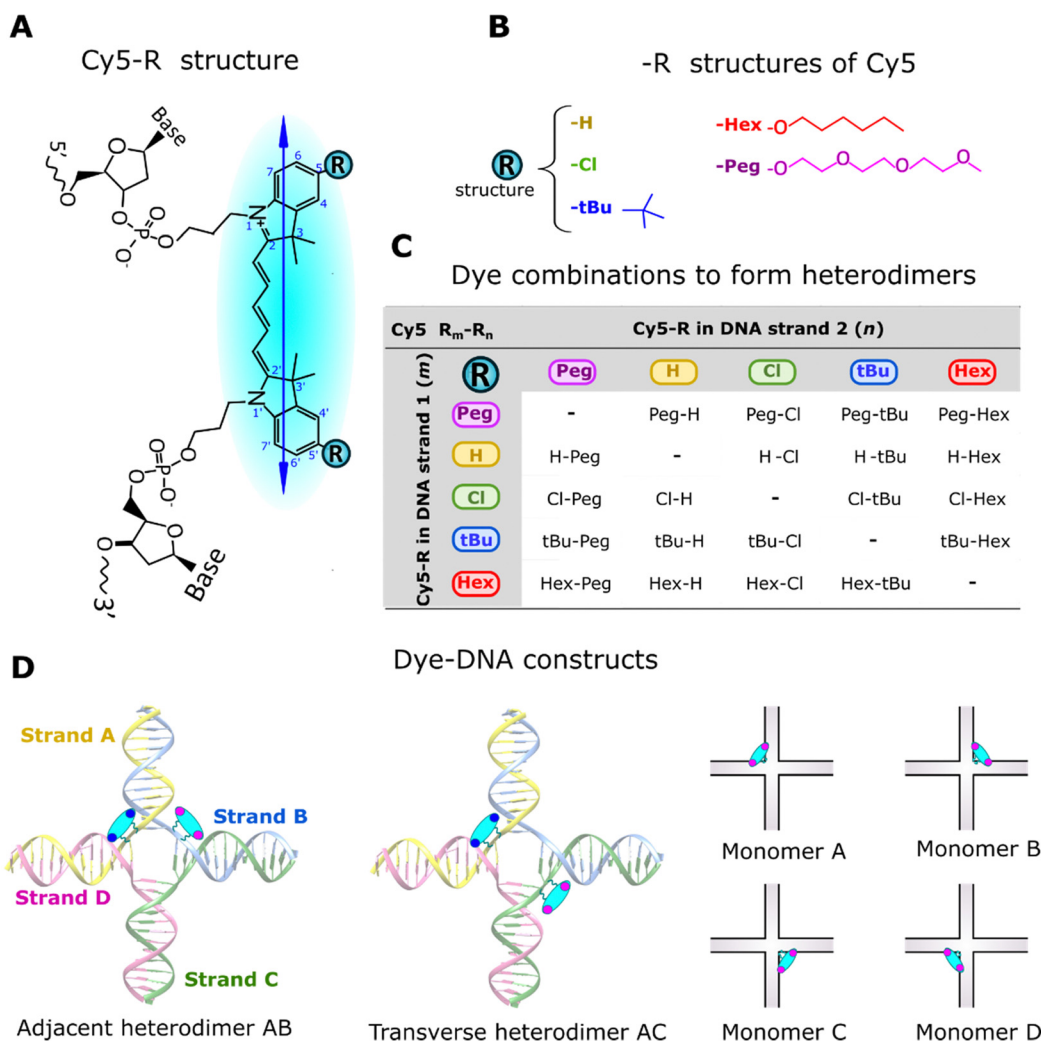 A
Cy5-R structure
5'
O
Base
O
O
O
P
O
O-
O
N
+
1
2
3
4
5
6
7
R
2'
3'
N
1'
4'
5'
6'
7'
R
O
P
O
O-
O
O
O
Base
3'
B
-R structures of Cy5
R
structure
-H
-Cl
-tBu
-Hex -O
-Peg -O O O O
C
Dye combinations to form heterodimers
Cy5 Rm-Rn Cy5-R in DNA strand 2 (n)
Cy5-R in DNA strand 1 (m)
R Peg H Cl tBu Hex
Peg - Peg-H Peg-Cl Peg-tBu Peg-Hex
H H-Peg - H -Cl H -tBu H-Hex
Cl Cl-Peg Cl-H - Cl-tBu Cl-Hex
tBu tBu-Peg tBu-H tBu-Cl - tBu-Hex
Hex Hex-Peg Hex-H Hex-Cl Hex-tBu -
D
Dye-DNA constructs
Strand A
Strand B
Strand D
Strand C
Adjacent heterodimer AB
Transverse heterodimer AC
Monomer A
Monomer B
Monomer C
Monomer D